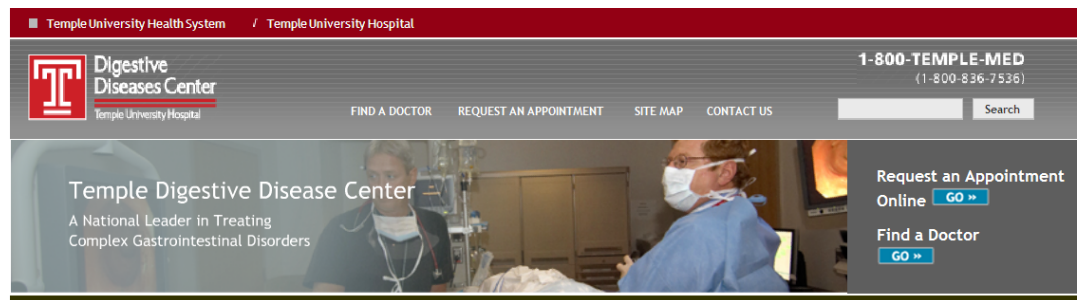 Temple University Health System / Temple University Hospital
Digestive
Diseases Center
Temple University Hospital
1-800-TEMPLE-MED
(1-800-836-7536)
FIND A DOCTOR REQUEST AN APPOINTMENT SITE MAP CONTACT US
Search
Temple Digestive Disease Center
A National Leader in Treating
Complex Gastrointestinal Disorders
Request an Appointment
Online GO »
Find a Doctor
GO »